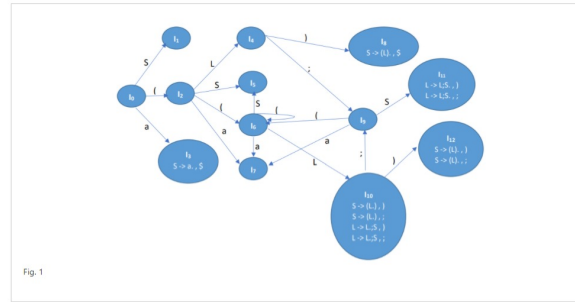 I₁
S
I₀
(
a
I₃
S -> a. , $
I₂
L
S
(
a
I₄
)
;
I₈
S -> (L). , $
I₅
S
(
I₆
a
I₇
L
(
a
I₉
S
I₁₁
L -> L;S. , )
L -> L;S. , ;
;
)
I₁₂
S -> (L). , )
S -> (L). , ;
I₁₀
S -> (L.) , )
S -> (L.) , ;
L -> L.;S , )
L -> L.;S , ;
Fig. 1